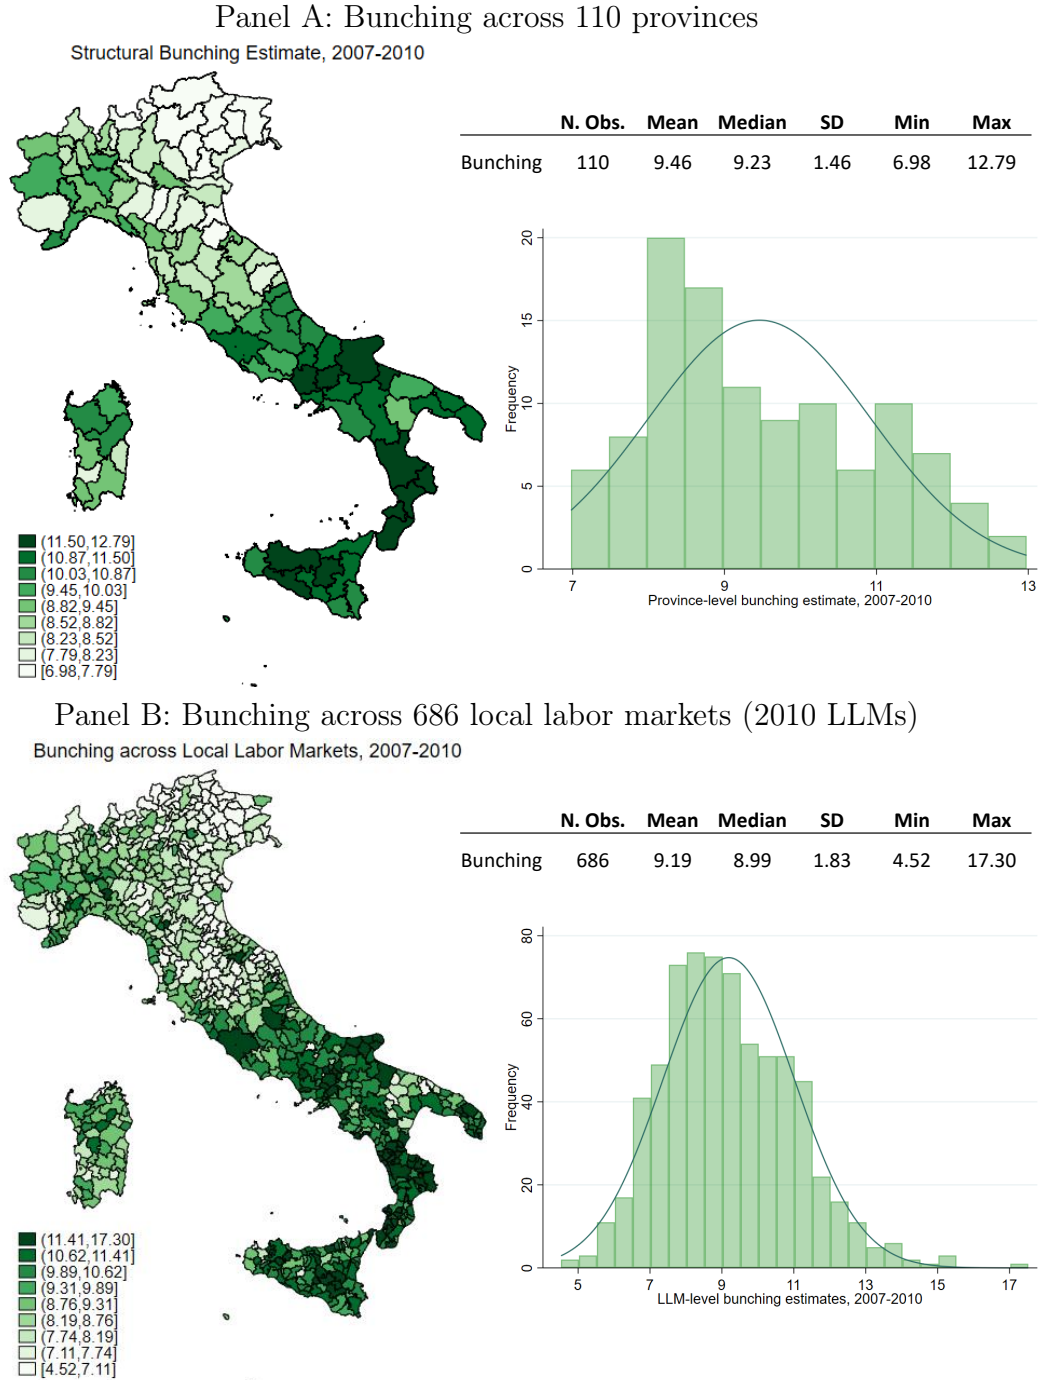 Panel A: Bunching across 110 provinces
Structural Bunching Estimate, 2007-2010
N. Obs. Mean Median SD Min Max
Bunching 110 9.46 9.23 1.46 6.98 12.79
20
15
10
5
0
Frequency
7 9 11 13
Province-level bunching estimate, 2007-2010
(11.50,12.79]
(10.87,11.50]
(10.03,10.87]
(9.45,10.03]
(8.82,9.45]
(8.52,8.82]
(8.23,8.52]
(7.79,8.23]
[6.98,7.79]
Panel B: Bunching across 686 local labor markets (2010 LLMs)
Bunching across Local Labor Markets, 2007-2010
N. Obs. Mean Median SD Min Max
Bunching 686 9.19 8.99 1.83 4.52 17.30
80
60
40
20
0
Frequency
5 7 9 11 13 15 17
LLM-level bunching estimates, 2007-2010
(11.41,17.30]
(10.62,11.41]
(9.89,10.62]
(9.31,9.89]
(8.76,9.31]
(8.19,8.76]
(7.74,8.19]
(7.11,7.74]
[4.52,7.11]